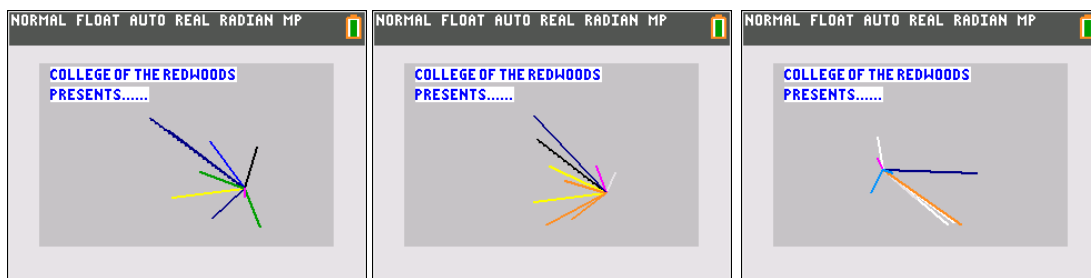 NORMAL FLOAT AUTO REAL RADIAN MP
COLLEGE OF THE REDWOODS
PRESENTS......
NORMAL FLOAT AUTO REAL RADIAN MP
COLLEGE OF THE REDWOODS
PRESENTS......
NORMAL FLOAT AUTO REAL RADIAN MP
COLLEGE OF THE REDWOODS
PRESENTS......